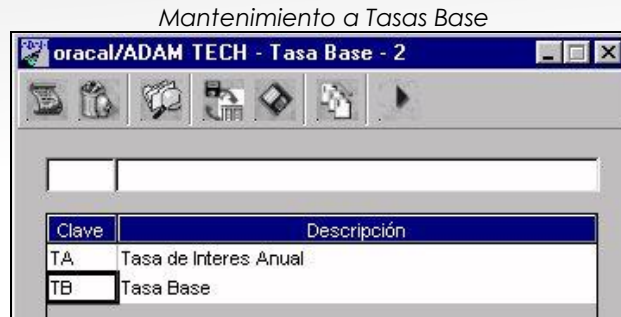 Mantenimiento a Tasas Base
oracal/ADAM TECH - Tasa Base - 2
Clave Descripción
TA Tasa de Interes Anual
TB Tasa Base